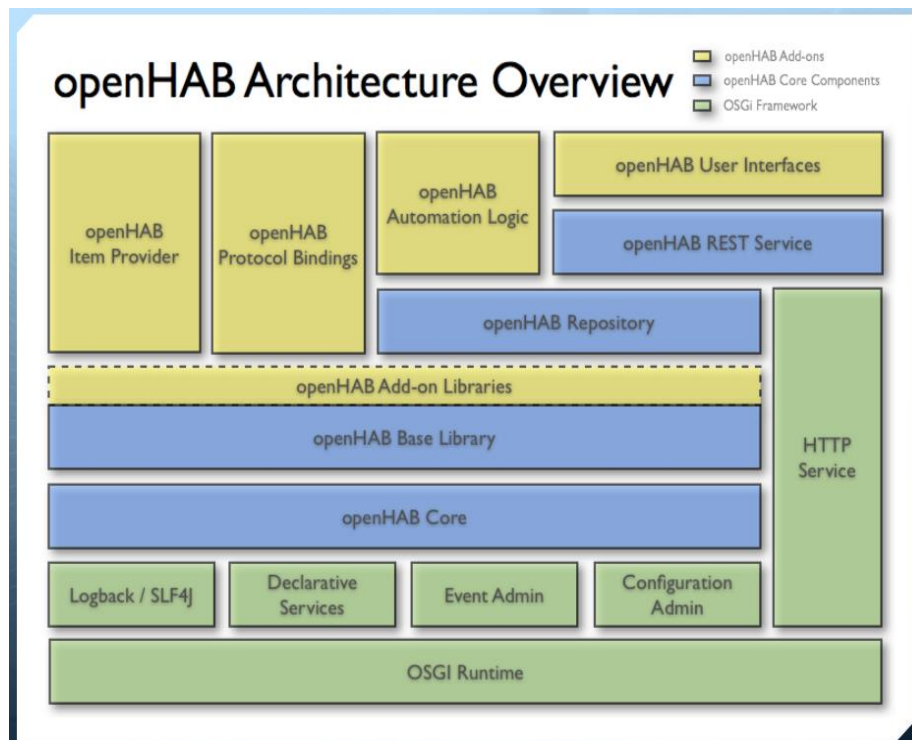 openHAB Architecture Overview
openHAB Add-ons
openHAB Core Components
OSGi Framework
openHAB
Item Provider
openHAB
Protocol Bindings
openHAB
Automation Logic
openHAB User Interfaces
openHAB REST Service
openHAB Repository
openHAB Add-on Libraries
openHAB Base Library
HTTP
Service
openHAB Core
Logback / SLF4J
Declarative
Services
Event Admin
Configuration
Admin
OSGI Runtime